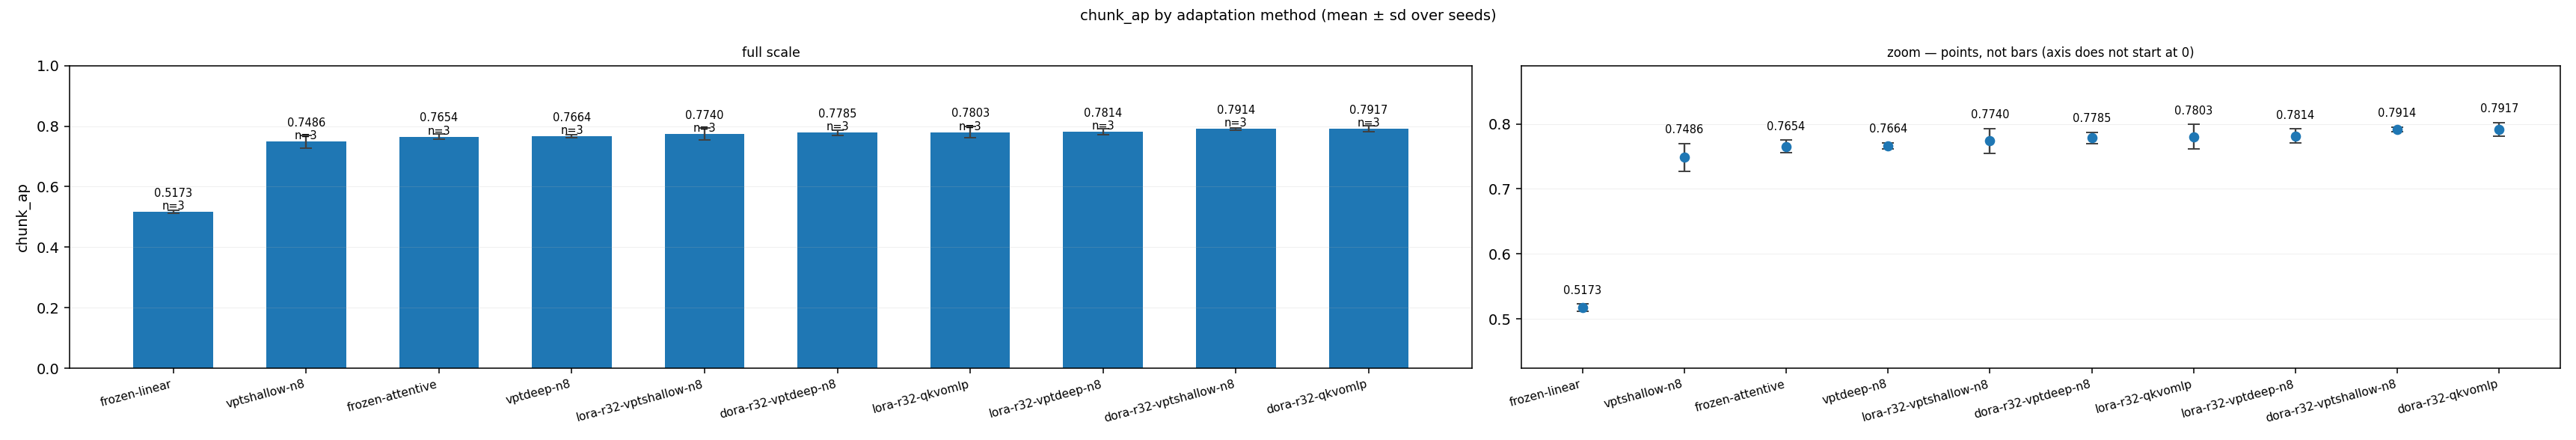 chunk_ap by adaptation method (mean ± sd over seeds)
full scale
chunk_ap
1.0
0.8
0.6
0.4
0.2
0.0
0.5173
n=3
0.7486
n=3
0.7654
n=3
0.7664
n=3
0.7740
n=3
0.7785
n=3
0.7803
n=3
0.7814
n=3
0.7914
n=3
0.7917
n=3
frozen-linear
vptshallow-n8
frozen-attentive
vptdeep-n8
lora-r32-vptshallow-n8
dora-r32-vptdeep-n8
lora-r32-qkvomlp
lora-r32-vptdeep-n8
dora-r32-vptshallow-n8
dora-r32-qkvomlp
zoom — points, not bars (axis does not start at 0)
0.8
0.7
0.6
0.5
0.5173
0.7486
0.7654
0.7664
0.7740
0.7785
0.7803
0.7814
0.7914
0.7917
frozen-linear
vptshallow-n8
frozen-attentive
vptdeep-n8
lora-r32-vptshallow-n8
dora-r32-vptdeep-n8
lora-r32-qkvomlp
lora-r32-vptdeep-n8
dora-r32-vptshallow-n8
dora-r32-qkvomlp